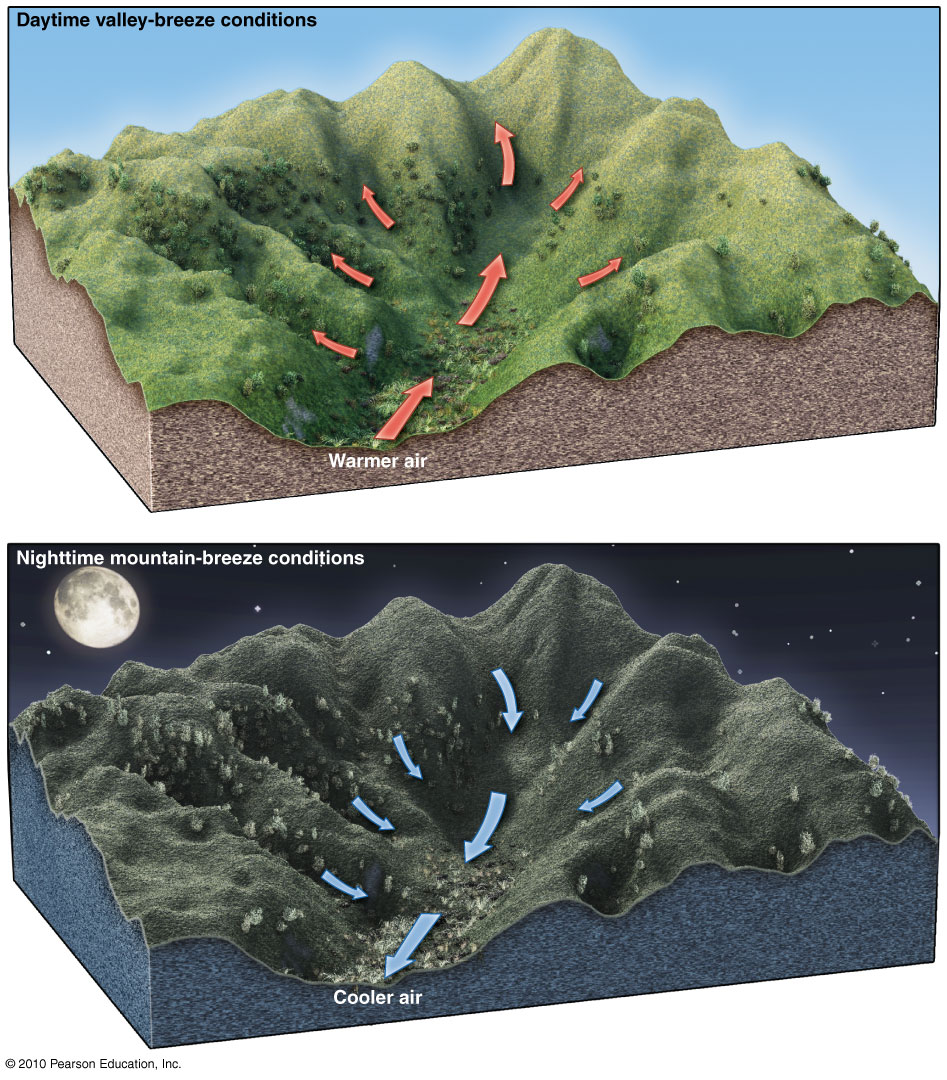 Daytime valley-breeze conditions
Warmer air
Nighttime mountain-breeze conditions
Cooler air
© 2010 Pearson Education, Inc.